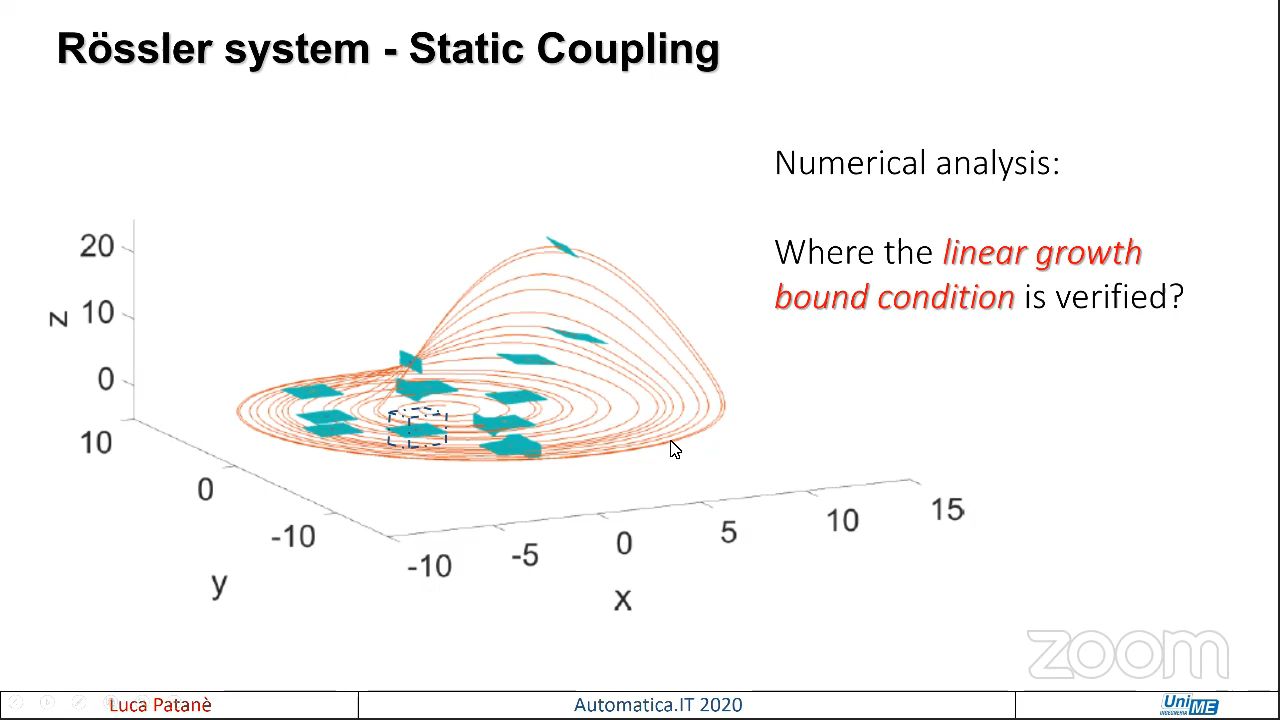 Rössler system - Static Coupling
Numerical analysis:
Where the linear growth
bound condition is verified?
20
10
0
z
10
0
-10
y
-10
-5
0
5
10
15
x
zoom
Luca Patanè
Automatica.IT 2020
UniME
INGEGNERIA